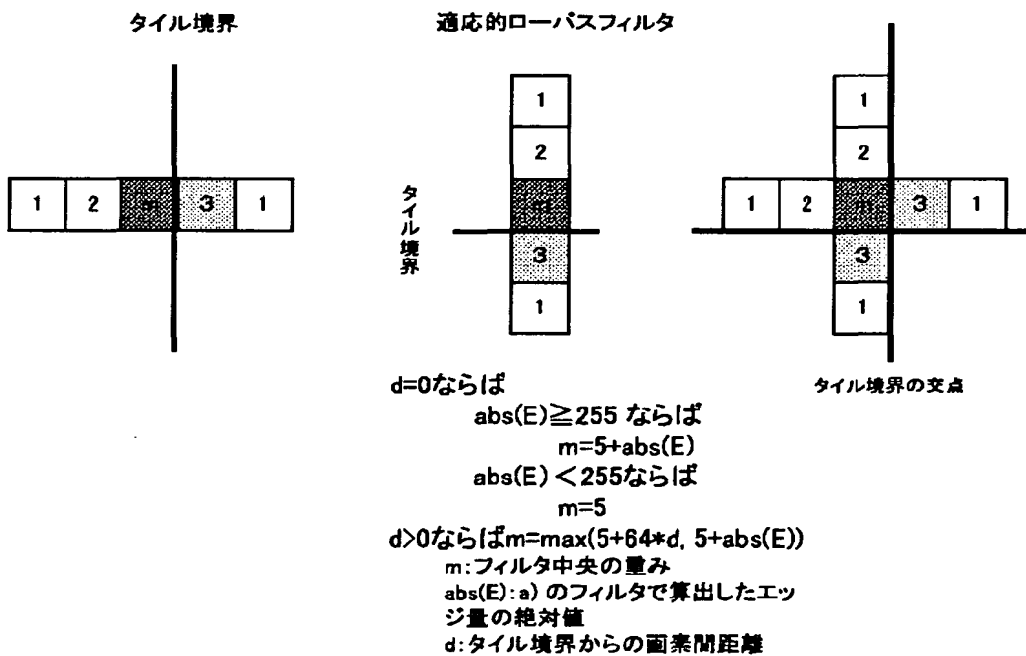 タイル境界
適応的ローパスフィルタ
1 2 m 3 1
タイル境界
1
2
m
3
1
1
2
1 2 m 3 1
3
1
タイル境界の交点
d=0ならば
abs(E)≧255 ならば
m=5+abs(E)
abs(E)<255ならば
m=5
d>0ならばm=max(5+64*d, 5+abs(E))
m:フィルタ中央の重み
abs(E):a) のフィルタで算出したエッ
ジ量の絶対値
d:タイル境界からの画素間距離